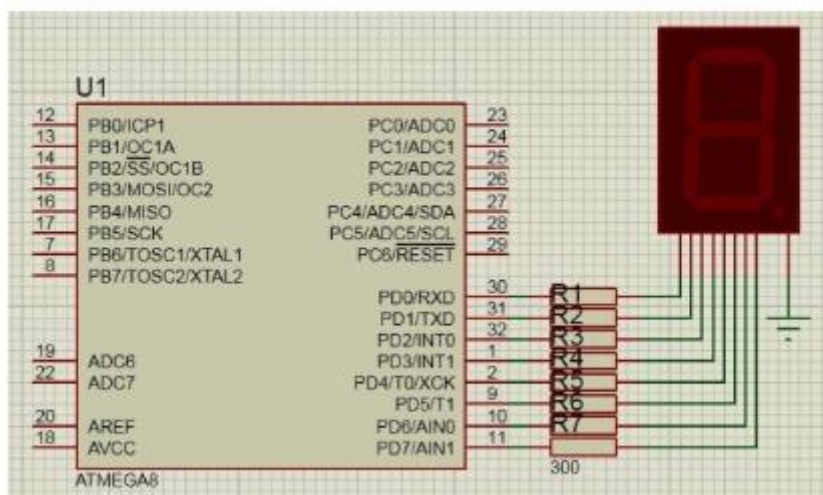 U1
12 PB0/ICP1 PC0/ADC0 23
13 PB1/OC1A PC1/ADC1 24
14 PB2/SS/OC1B PC2/ADC2 25
15 PB3/MOSI/OC2 PC3/ADC3 26
16 PB4/MISO PC4/ADC4/SDA 27
17 PB5/SCK PC5/ADC5/SCL 28
7 PB6/TOSC1/XTAL1 PC6/RESET 29
8 PB7/TOSC2/XTAL2
PD0/RXD 30 R1
PD1/TXD 31 R2
PD2/INT0 32 R3
19 ADC6 PD3/INT1 1 R4
22 ADC7 PD4/T0/XCK 2 R5
PD5/T1 9 R6
20 AREF PD6/AIN0 10 R7
18 AVCC PD7/AIN1 11
300
ATMEGA8